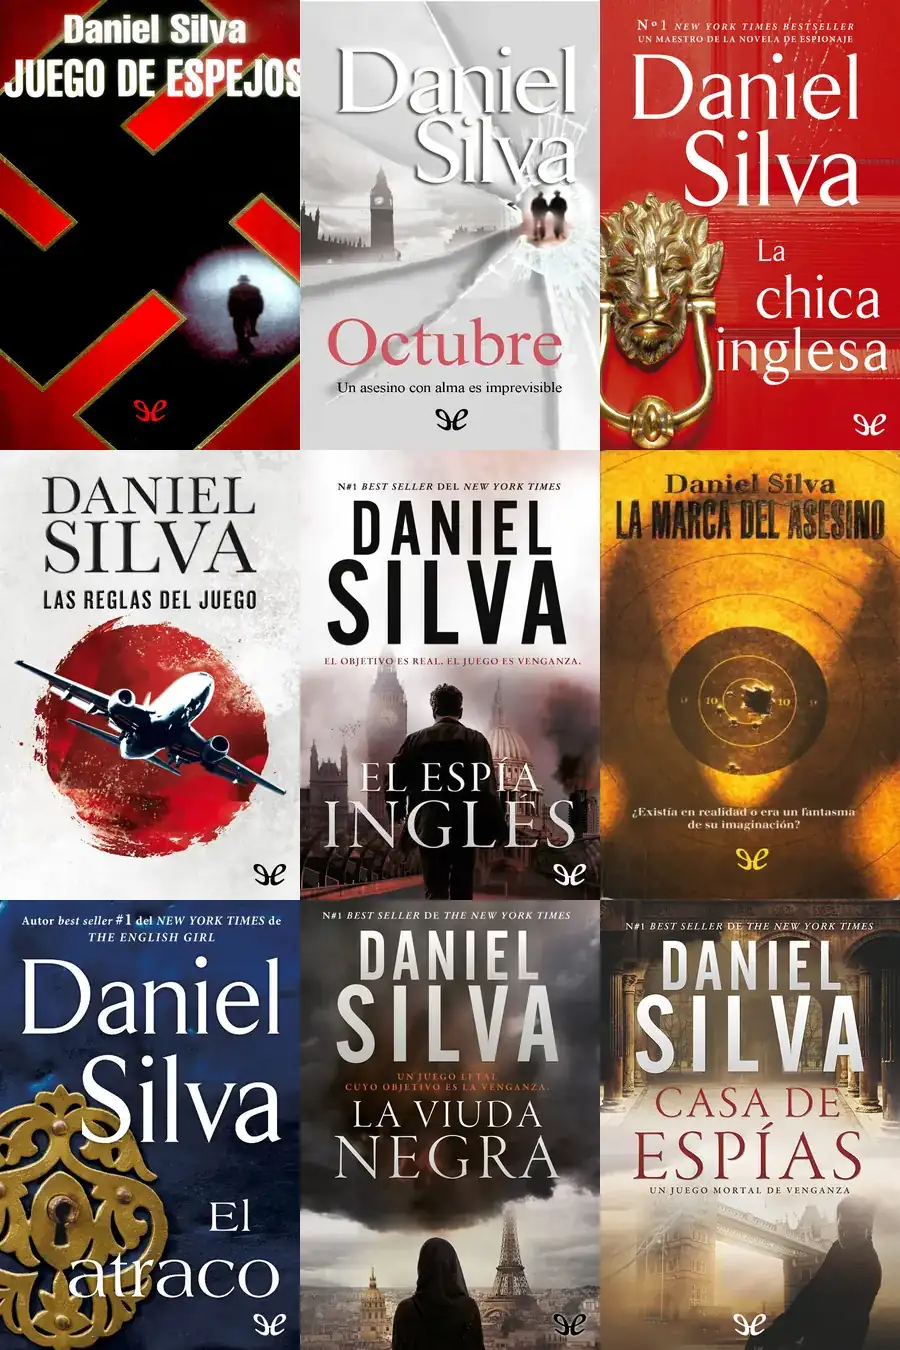 Daniel Silva
JUEGO DE ESPEJOS
Daniel
Silva
Octubre
Un asesino con alma es imprevisible
Nº1 NEW YORK TIMES BESTSELLER
UN MAESTRO DE LA NOVELA DE ESPIONAJE
Daniel
Silva
La
chica
inglesa
DANIEL
SILVA
LAS REGLAS DEL JUEGO
N#1 BEST SELLER DEL NEW YORK TIMES
DANIEL
SILVA
EL OBJETIVO ES REAL. EL JUEGO ES VENGANZA.
EL ESPÍA
INGLÉS
Daniel Silva
LA MARCA DEL ASESINO
9 10 10 9
¿Existía en realidad o era un fantasma
de su imaginación?
Autor best seller #1 del NEW YORK TIMES de
THE ENGLISH GIRL
Daniel
Silva
El
atraco
N#1 BEST SELLER DE THE NEW YORK TIMES
DANIEL
SILVA
UN JUEGO LETAL
CUYO OBJETIVO ES LA VENGANZA.
LA VIUDA
NEGRA
N#1 BEST SELLER DE THE NEW YORK TIMES
DANIEL
SILVA
CASA DE
ESPÍAS
UN JUEGO MORTAL DE VENGANZA